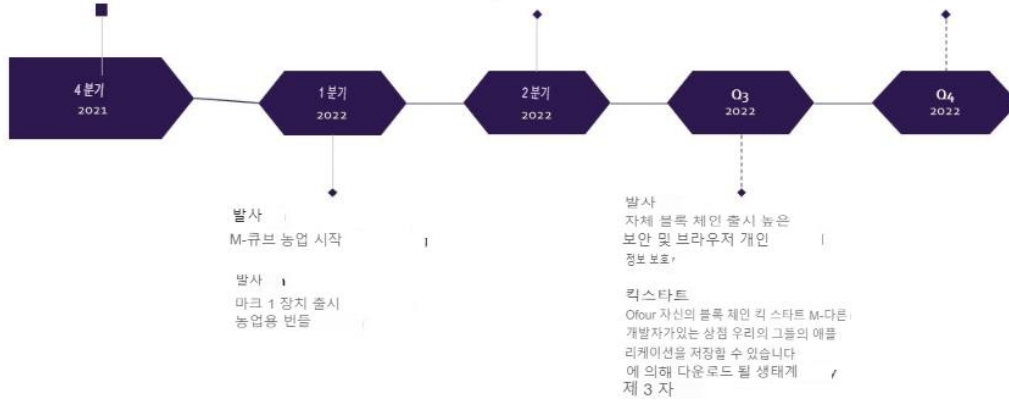 4 분기
2021
1 분기
2022
2 분기
2022
Q3
2022
Q4
2022
발사
M-큐브 농업 시작
발사
마크 1 장치 출시
농업용 번들
발사
자체 블록 체인 출시 높은
보안 및 브라우저 개인
정보 보호
킥스타트
Ofour 자신의 블록 체인 킥 스타트 M-다른
개발자가있는 상점 우리의 그들의 애플
리케이션을 저장할 수 있습니다
에 의해 다운로드 될 생태계
제 3 자